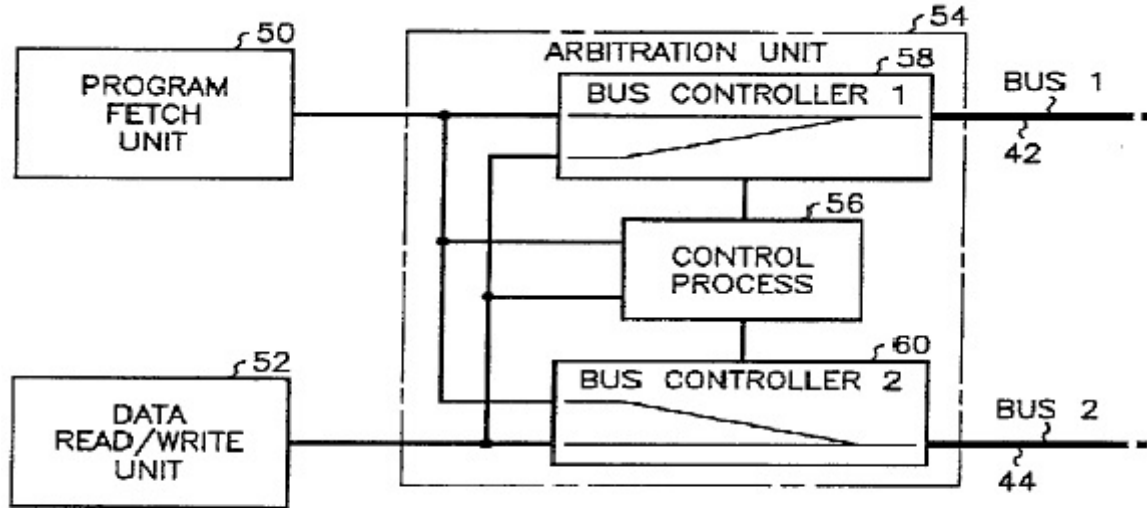 50
PROGRAM
FETCH
UNIT
54
ARBITRATION UNIT
58
BUS CONTROLLER 1
BUS 1
42
56
CONTROL
PROCESS
52
DATA
READ/WRITE
UNIT
60
BUS CONTROLLER 2
BUS 2
44